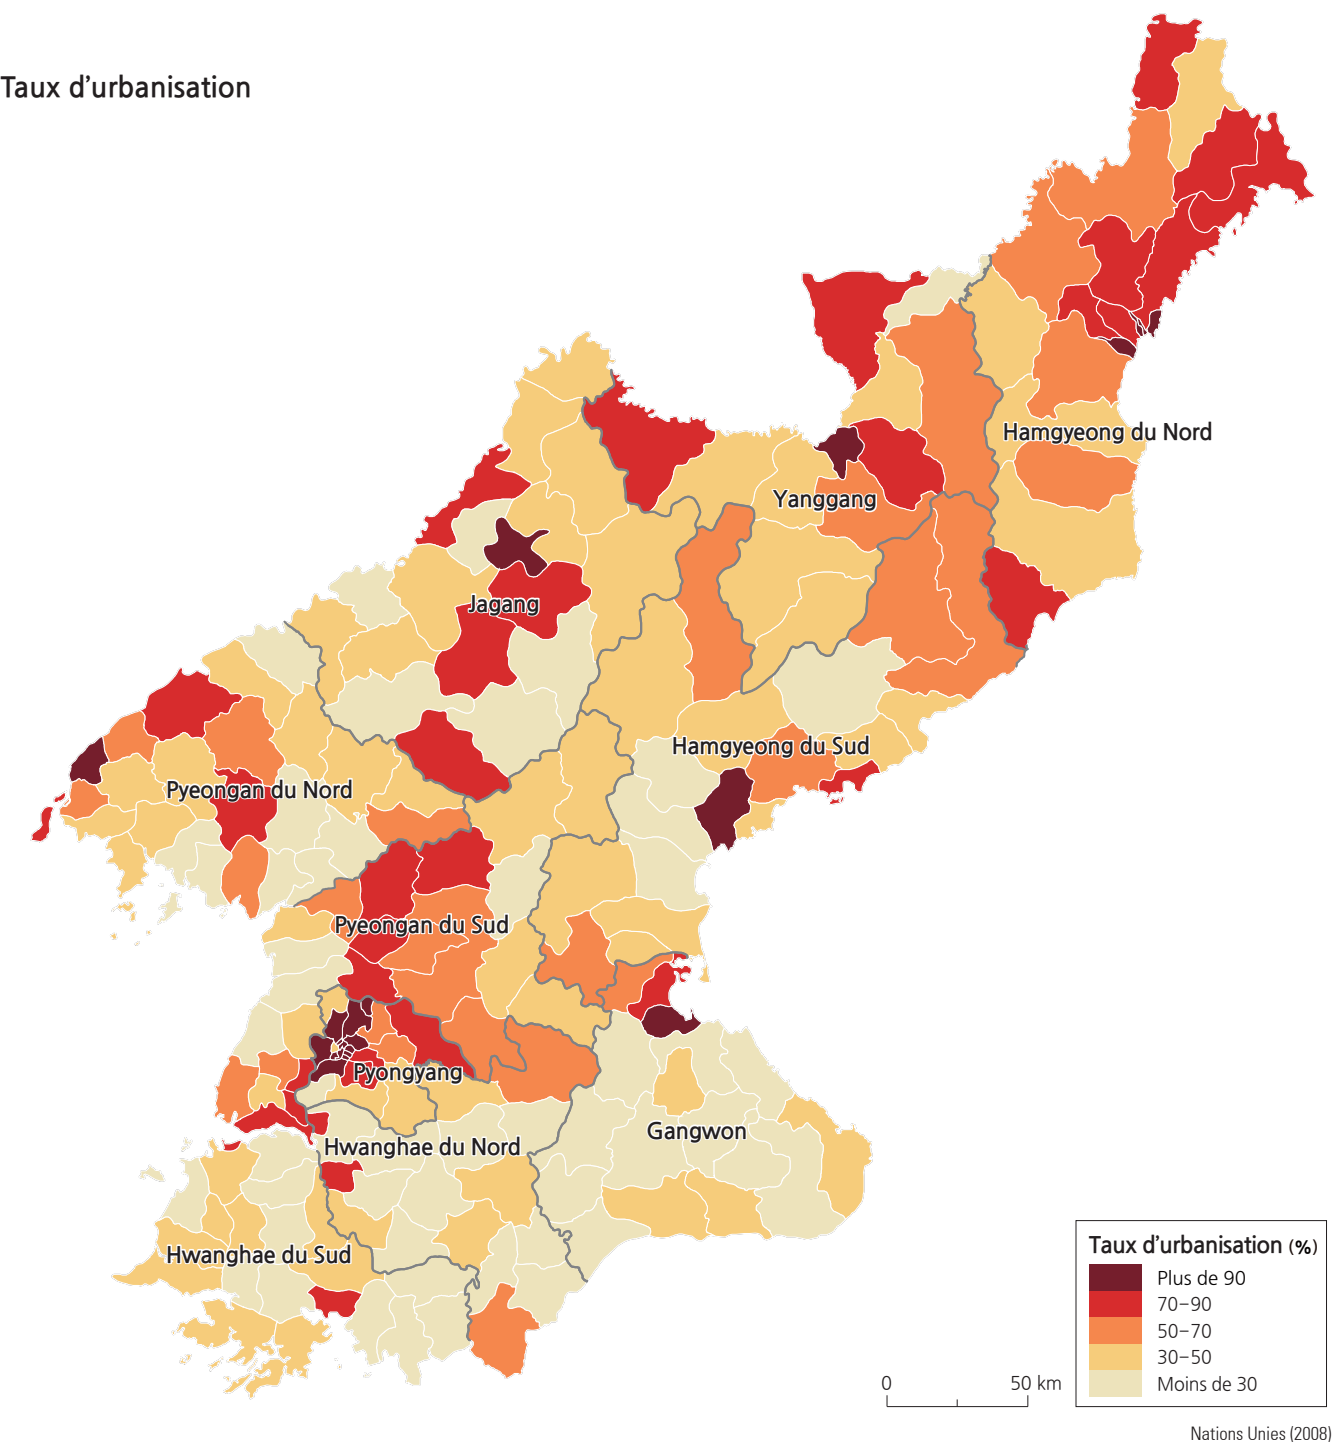 Taux d'urbanisation
Hamgyeong du Nord
Yanggang
Jagang
Hamgyeong du Sud
Pyeongan du Nord
Pyeongan du Sud
Pyongyang
Gangwon
Hwanghae du Nord
Hwanghae du Sud
Taux d'urbanisation (%)
Plus de 90
70–90
50–70
30–50
Moins de 30
0 50 km
Nations Unies (2008)